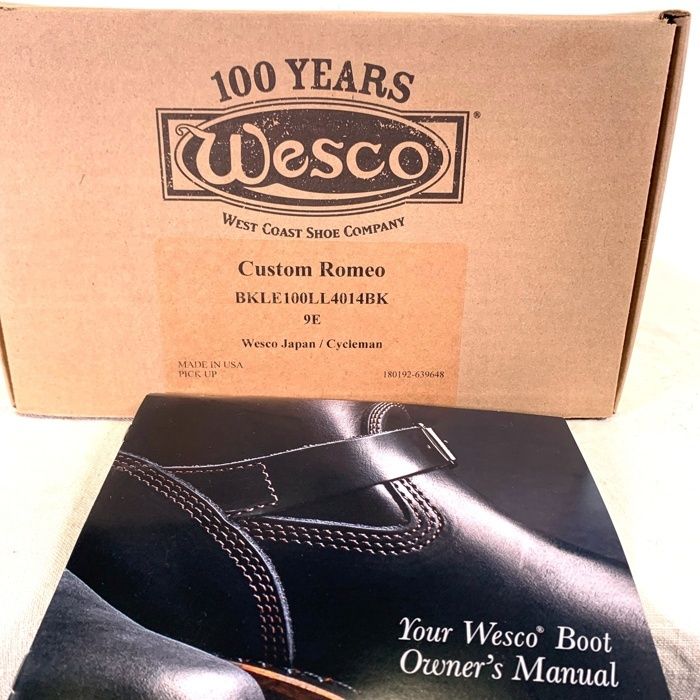 100 YEARS
Wesco®
WEST COAST SHOE COMPANY
Custom Romeo
BKLE100LL4014BK
9E
Wesco Japan / Cycleman
MADE IN USA
PICK UP 180192-639648
Your Wesco® Boot
Owner's Manual